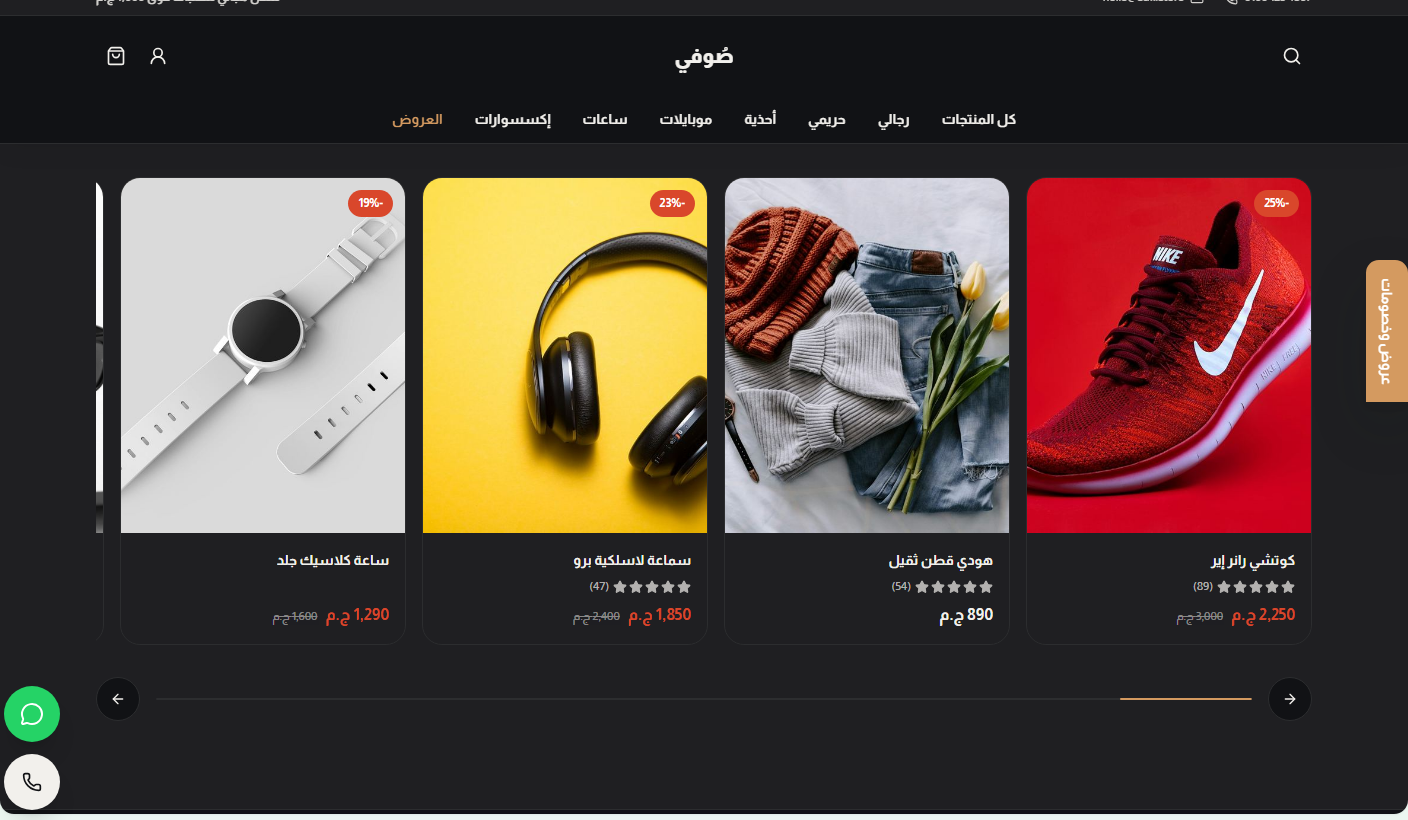 صُوفي
كل المنتجات
رجالي
حريمي
أحذية
موبايلات
ساعات
إكسسوارات
العروض
-25%
NIKE
-23%
-19%
عروض وخصومات
كوتشي رانر إير
(89)
2,250 ج.م 3,000 ج.م
هودي قطن ثقيل
(54)
890 ج.م
سماعة لاسلكية برو
(47)
1,850 ج.م 2,400 ج.م
ساعة كلاسيك جلد
1,290 ج.م 1,600 ج.م